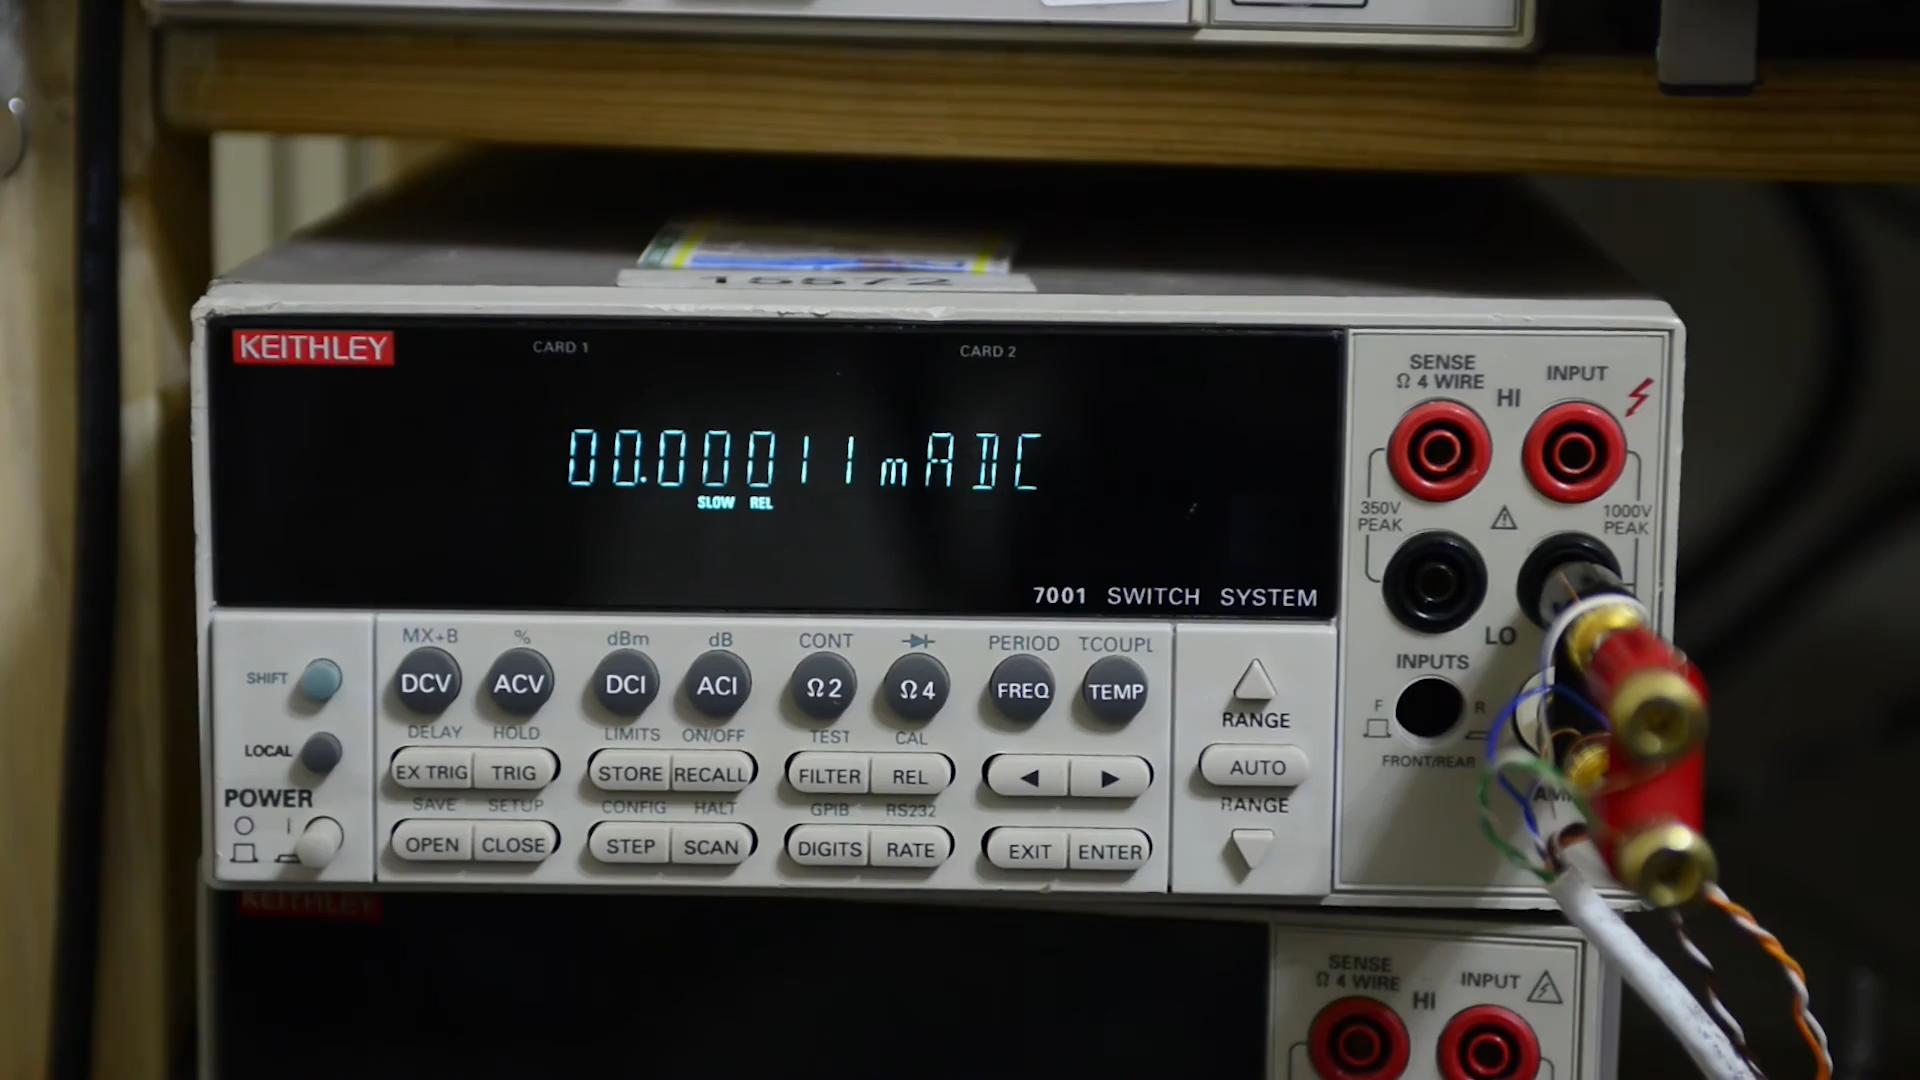 15572
KEITHLEY
CARD 1
CARD 2
00.00011mADC
SLOW REL
7001 SWITCH SYSTEM
SENSE
Ω 4 WIRE
HI
INPUT
350V
PEAK
1000V
PEAK
LO
INPUTS
F
R
FRONT/REAR
SHIFT
LOCAL
POWER
MX+B
%
dBm
dB
CONT
PERIOD
TCOUPL
DCV
ACV
DCI
ACI
Ω2
Ω4
FREQ
TEMP
DELAY
HOLD
LIMITS
ON/OFF
TEST
CAL
EX TRIG
TRIG
STORE
RECALL
FILTER
REL
SAVE
SETUP
CONFIG
HALT
GPIB
RS232
OPEN
CLOSE
STEP
SCAN
DIGITS
RATE
EXIT
ENTER
RANGE
AUTO
RANGE
KEITHLEY
SENSE
Ω 4 WIRE
HI
INPUT